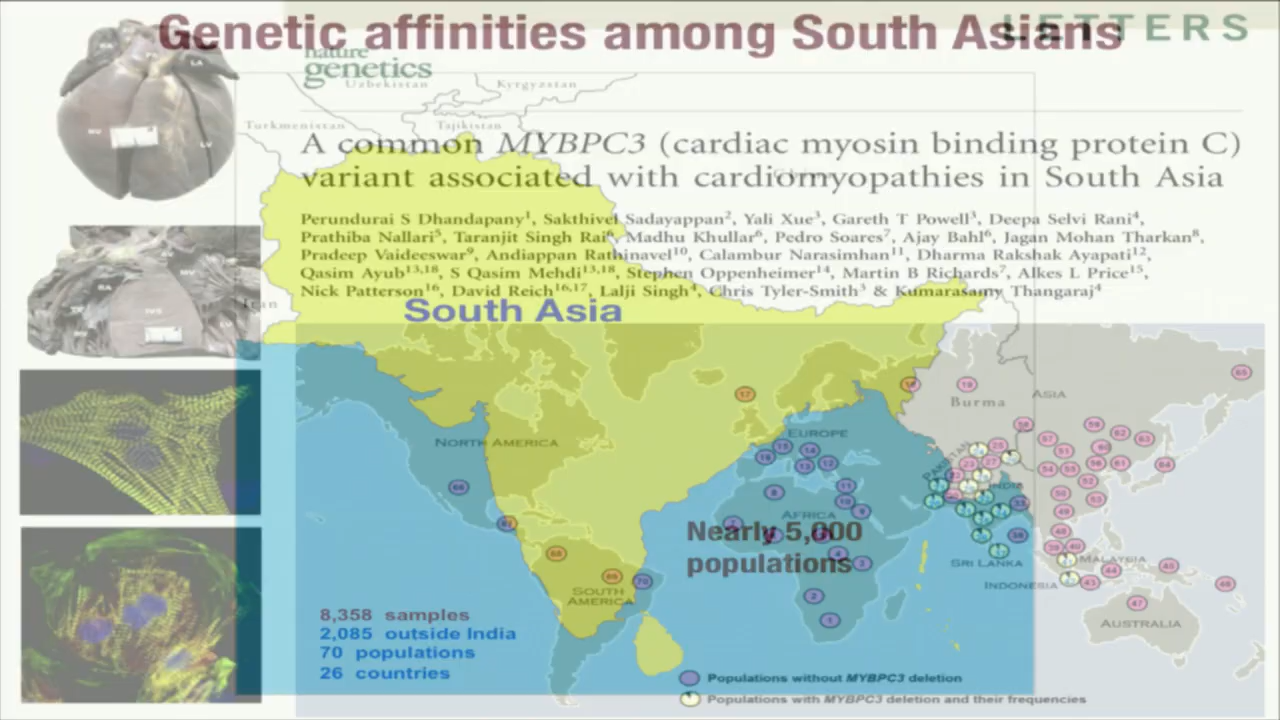 Genetic affinities among South Asians
LETTERS
nature
genetics
Uzbekistan
Kyrgyzstan
Turkmenistan
Tajikistan
A common MYBPC3 (cardiac myosin binding protein C)
variant associated with cardiomyopathies in South Asia
Perundurai S Dhandapany1, Sakthivel Sadayappan2, Yali Xue3, Gareth T Powell3, Deepa Selvi Rani4,
Prathiba Nallari5, Taranjit Singh Rai6, Madhu Khullar6, Pedro Soares7, Ajay Bahl6, Jagan Mohan Tharkan8,
Pradeep Vaideeswar9, Andiappan Rathinavel10, Calambur Narasimhan11, Dharma Rakshak Ayapati12,
Qasim Ayub13,18, S Qasim Mehdi13,18, Stephen Oppenheimer14, Martin B Richards7, Alkes L Price15,
Nick Patterson16, David Reich16,17, Lalji Singh4, Chris Tyler-Smith3 & Kumarasamy Thangaraj4
Iran
South Asia
Burma
ASIA
NORTH AMERICA
EUROPE
PAKISTAN
INDIA
AFRICA
Nearly 5,000
populations
SRI LANKA
MALAYSIA
INDONESIA
SOUTH
AMERICA
AUSTRALIA
8,358 samples
2,085 outside India
70 populations
26 countries
Populations without MYBPC3 deletion
Populations with MYBPC3 deletion and their frequencies